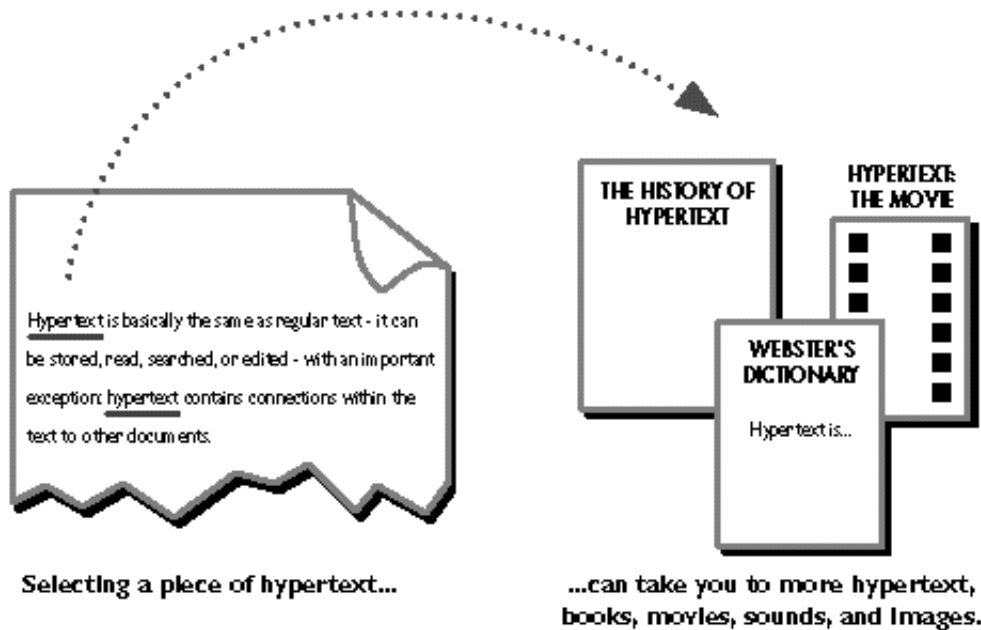 Hypertext is basically the same as regular text - it can
be stored, read, searched, or edited - with an important
exception: hypertext contains connections within the
text to other documents.
Selecting a piece of hypertext...
THE HISTORY OF
HYPERTEXT
HYPERTEXT:
THE MOVIE
WEBSTER'S
DICTIONARY
Hypertext is...
...can take you to more hypertext,
books, movies, sounds, and images.